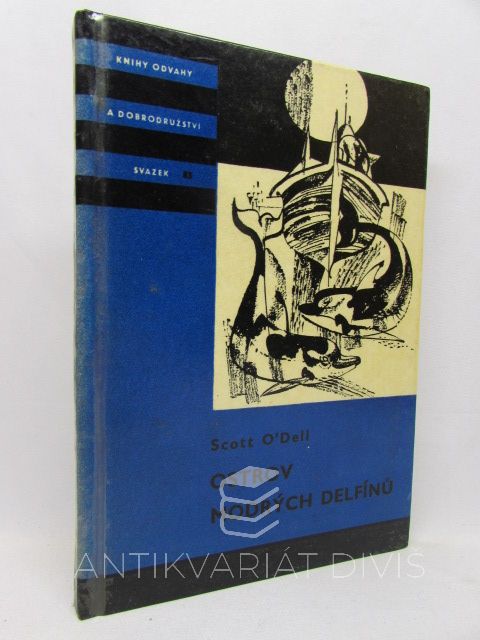 KNIHY ODVAHY
A DOBRODRUŽSTVÍ
SVAZEK 83
Scott O'Dell
OSTROV
MODRÝCH DELFÍNŮ
ANTIKVARIÁT DIVIŠ